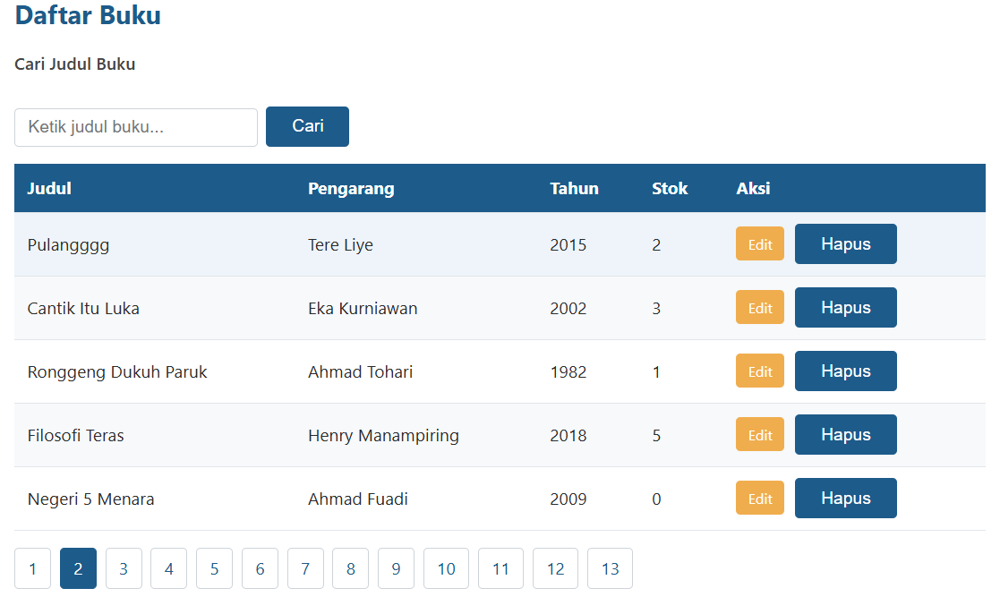 Daftar Buku
Cari Judul Buku
Ketik judul buku... Cari
Judul Pengarang Tahun Stok Aksi
Pulangggg Tere Liye 2015 2 Edit Hapus
Cantik Itu Luka Eka Kurniawan 2002 3 Edit Hapus
Ronggeng Dukuh Paruk Ahmad Tohari 1982 1 Edit Hapus
Filosofi Teras Henry Manampiring 2018 5 Edit Hapus
Negeri 5 Menara Ahmad Fuadi 2009 0 Edit Hapus
1 2 3 4 5 6 7 8 9 10 11 12 13